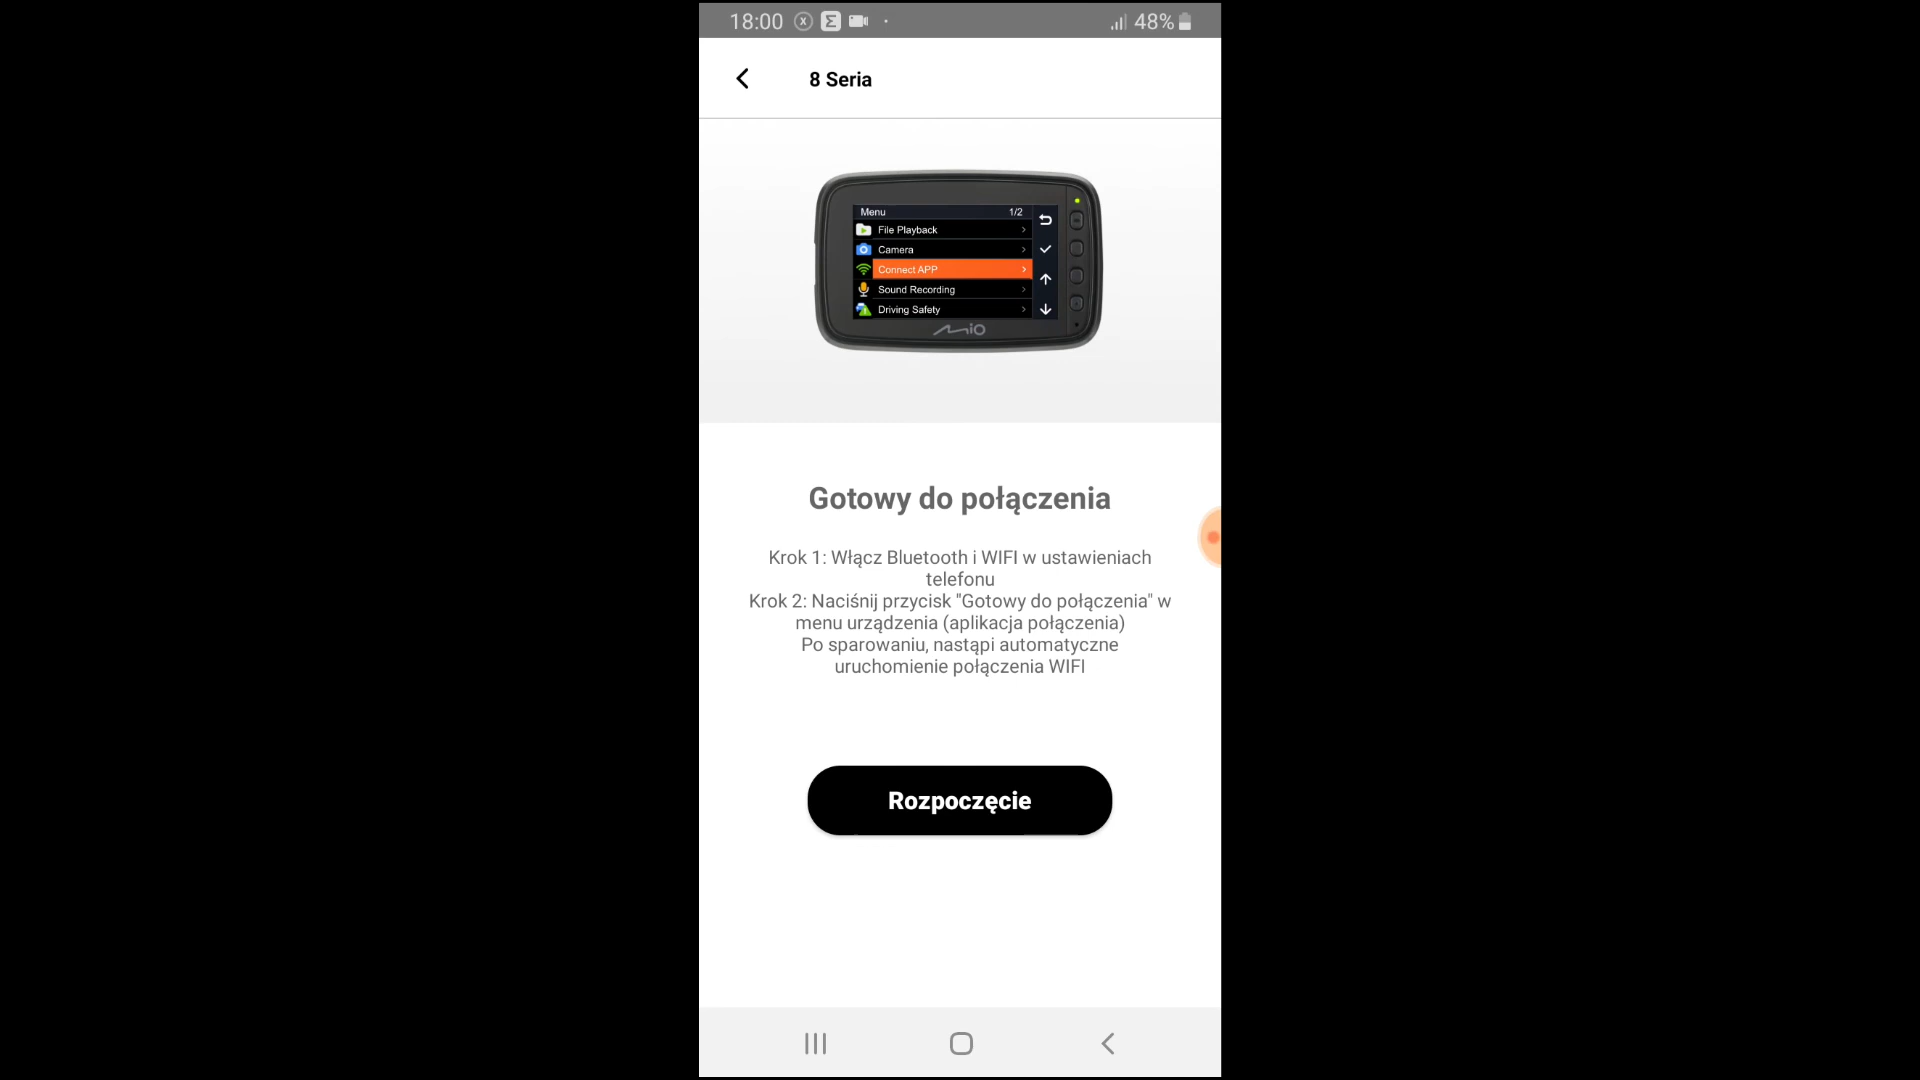 18:00
48%
8 Seria
Menu 1/2
File Playback
Camera
Connect APP
Sound Recording
Driving Safety
Mio
Gotowy do połączenia
Krok 1: Włącz Bluetooth i WIFI w ustawieniach
telefonu
Krok 2: Naciśnij przycisk "Gotowy do połączenia" w
menu urządzenia (aplikacja połączenia)
Po sparowaniu, nastąpi automatyczne
uruchomienie połączenia WIFI
Rozpoczęcie